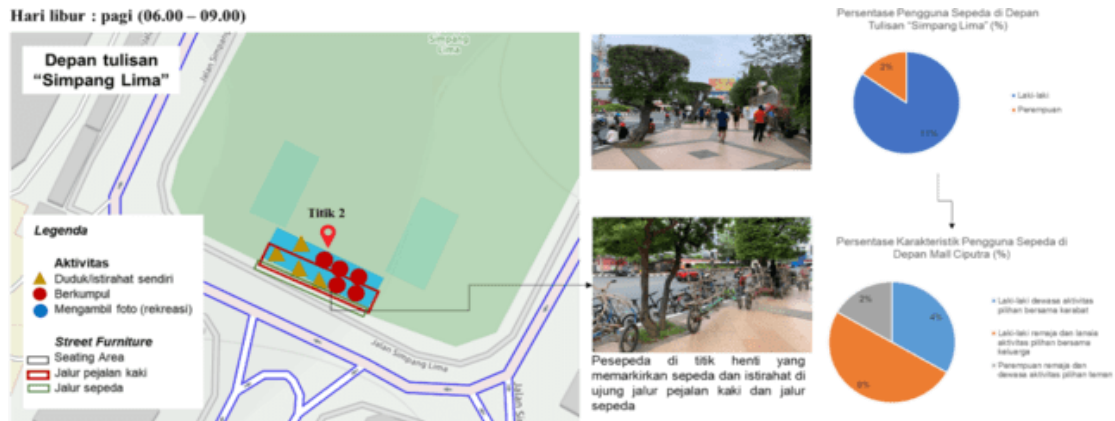 Hari libur : pagi (06.00 – 09.00)
Depan tulisan
“Simpang Lima”
Jalan Simpang
Simpang
Lima
Titik 2
Legenda
Aktivitas
Duduk/istirahat sendiri
Berkumpul
Mengambil foto (rekreasi)
Street Furniture
Seating Area
Jalur pejalan kaki
Jalur sepeda
Jalan Simpang Lima
Pesepeda di titik henti yang
memarkirkan sepeda dan istirahat di
ujung jalur pejalan kaki dan jalur
sepeda
Persentase Pengguna Sepeda di Depan
Tulisan “Simpang Lima” (%)
2%
11%
Laki-laki
Perempuan
Persentase Karakteristik Pengguna Sepeda di
Depan Mall Ciputra (%)
2%
4%
Laki-laki dewasa aktivitas
pilihan bersama kerabat
Laki-laki remaja dan lansia
aktivitas pilihan bersama
keluarga
Perempuan remaja dan
dewasa aktivitas pilihan teman